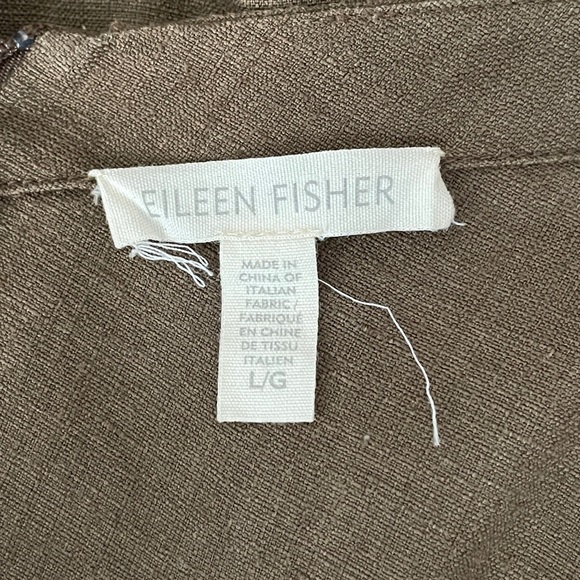 EILEEN FISHER
MADE IN
CHINA OF
ITALIAN
FABRIC /
FABRIQUÉ
EN CHINE
DE TISSU
ITALIEN
L/G